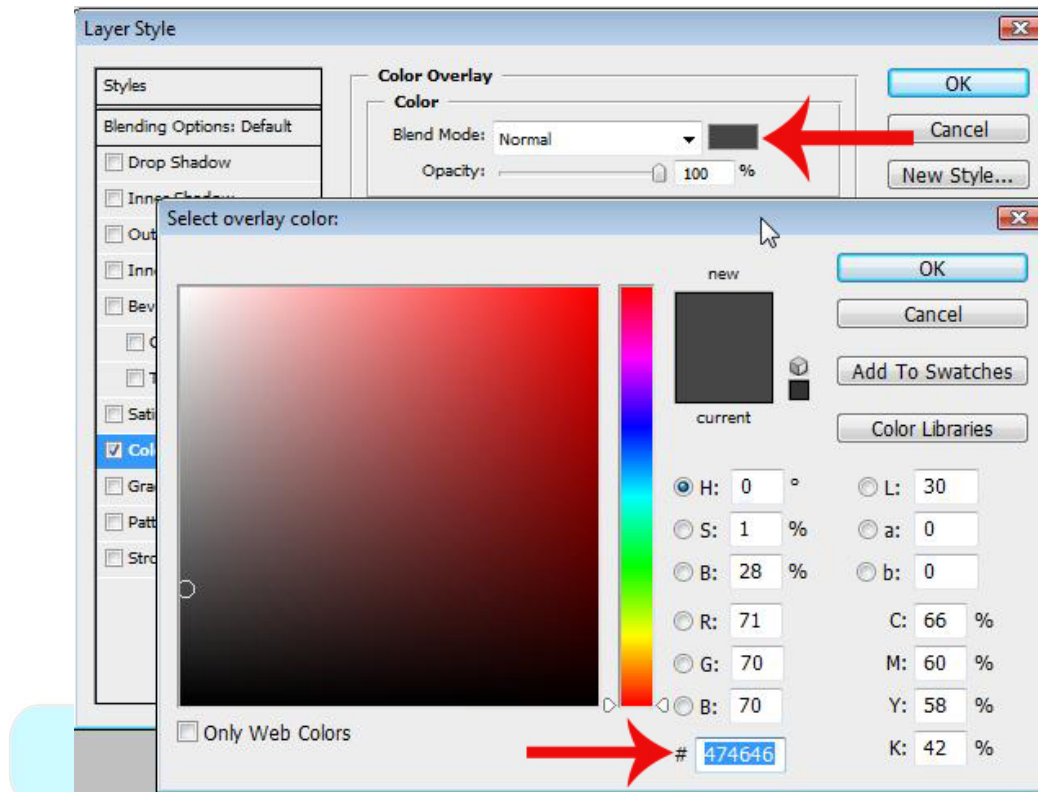 Layer Style
Styles
Blending Options: Default
Drop Shadow
Color Overlay
Color
Blend Mode: Normal
Opacity: 100 %
OK
Cancel
New Style...
Select overlay color:
new
current
OK
Cancel
Add To Swatches
Color Libraries
H: 0 °
S: 1 %
B: 28 %
R: 71
G: 70
B: 70
# 474646
L: 30
a: 0
b: 0
C: 66 %
M: 60 %
Y: 58 %
K: 42 %
Only Web Colors